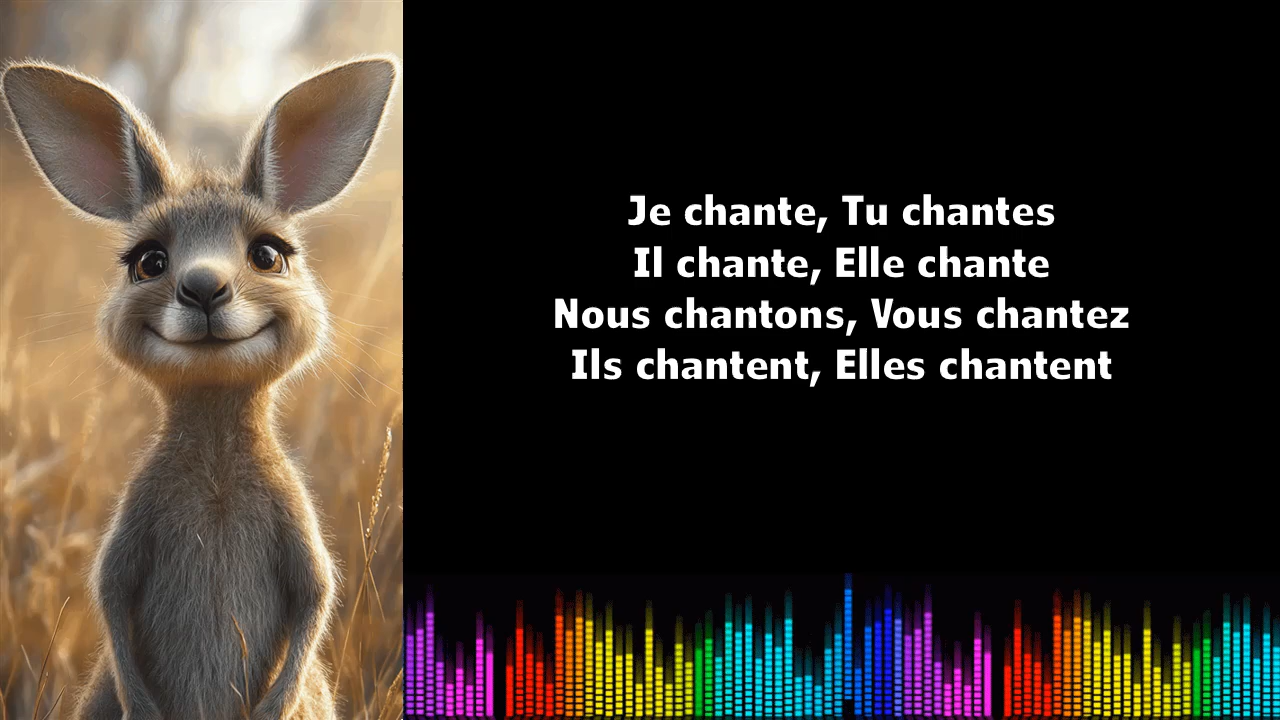 Je chante, Tu chantes
Il chante, Elle chante
Nous chantons, Vous chantez
Ils chantent, Elles chantent